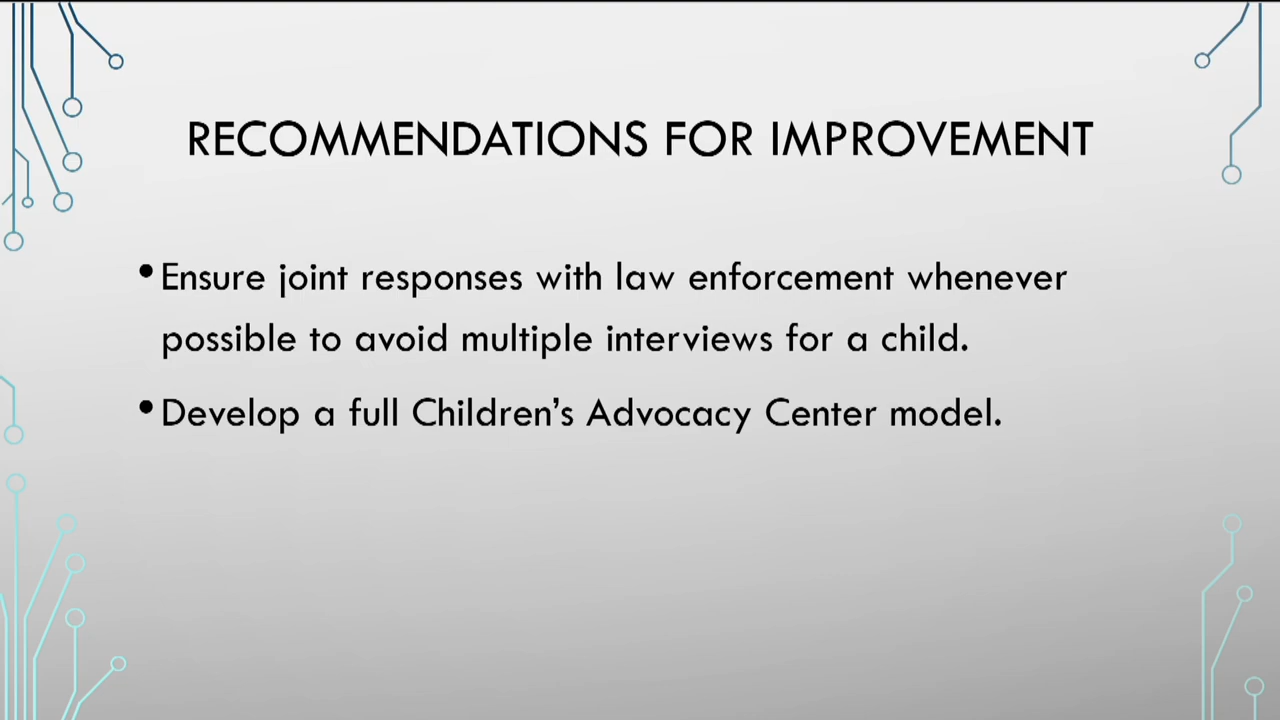 RECOMMENDATIONS FOR IMPROVEMENT
•Ensure joint responses with law enforcement whenever
possible to avoid multiple interviews for a child.
•Develop a full Children’s Advocacy Center model.